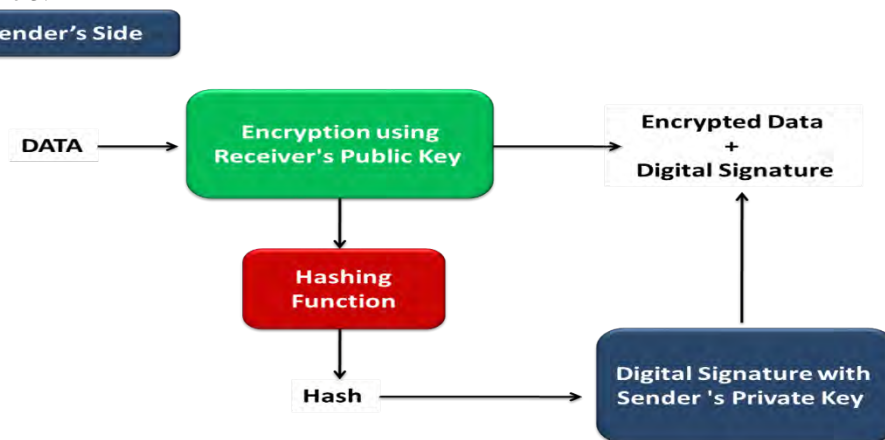 ender's Side
Encryption using
Receiver's Public Key
DATA
Encrypted Data
+
Digital Signature
Hashing
Function
Hash
Digital Signature with
Sender 's Private Key